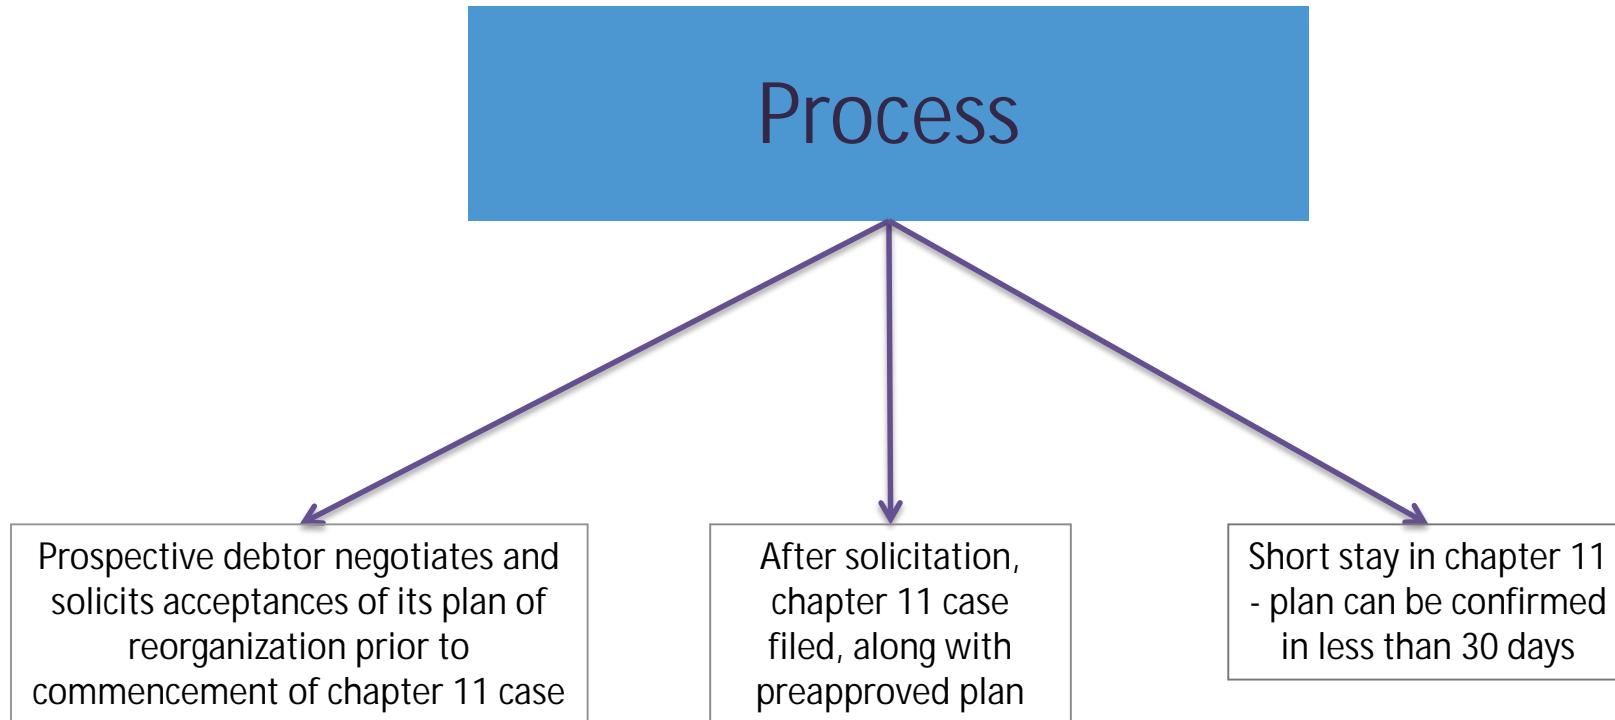 Process
Prospective debtor negotiates and
solicits acceptances of its plan of
reorganization prior to
commencement of chapter 11 case
After solicitation,
chapter 11 case
filed, along with
preapproved plan
Short stay in chapter 11
- plan can be confirmed
in less than 30 days